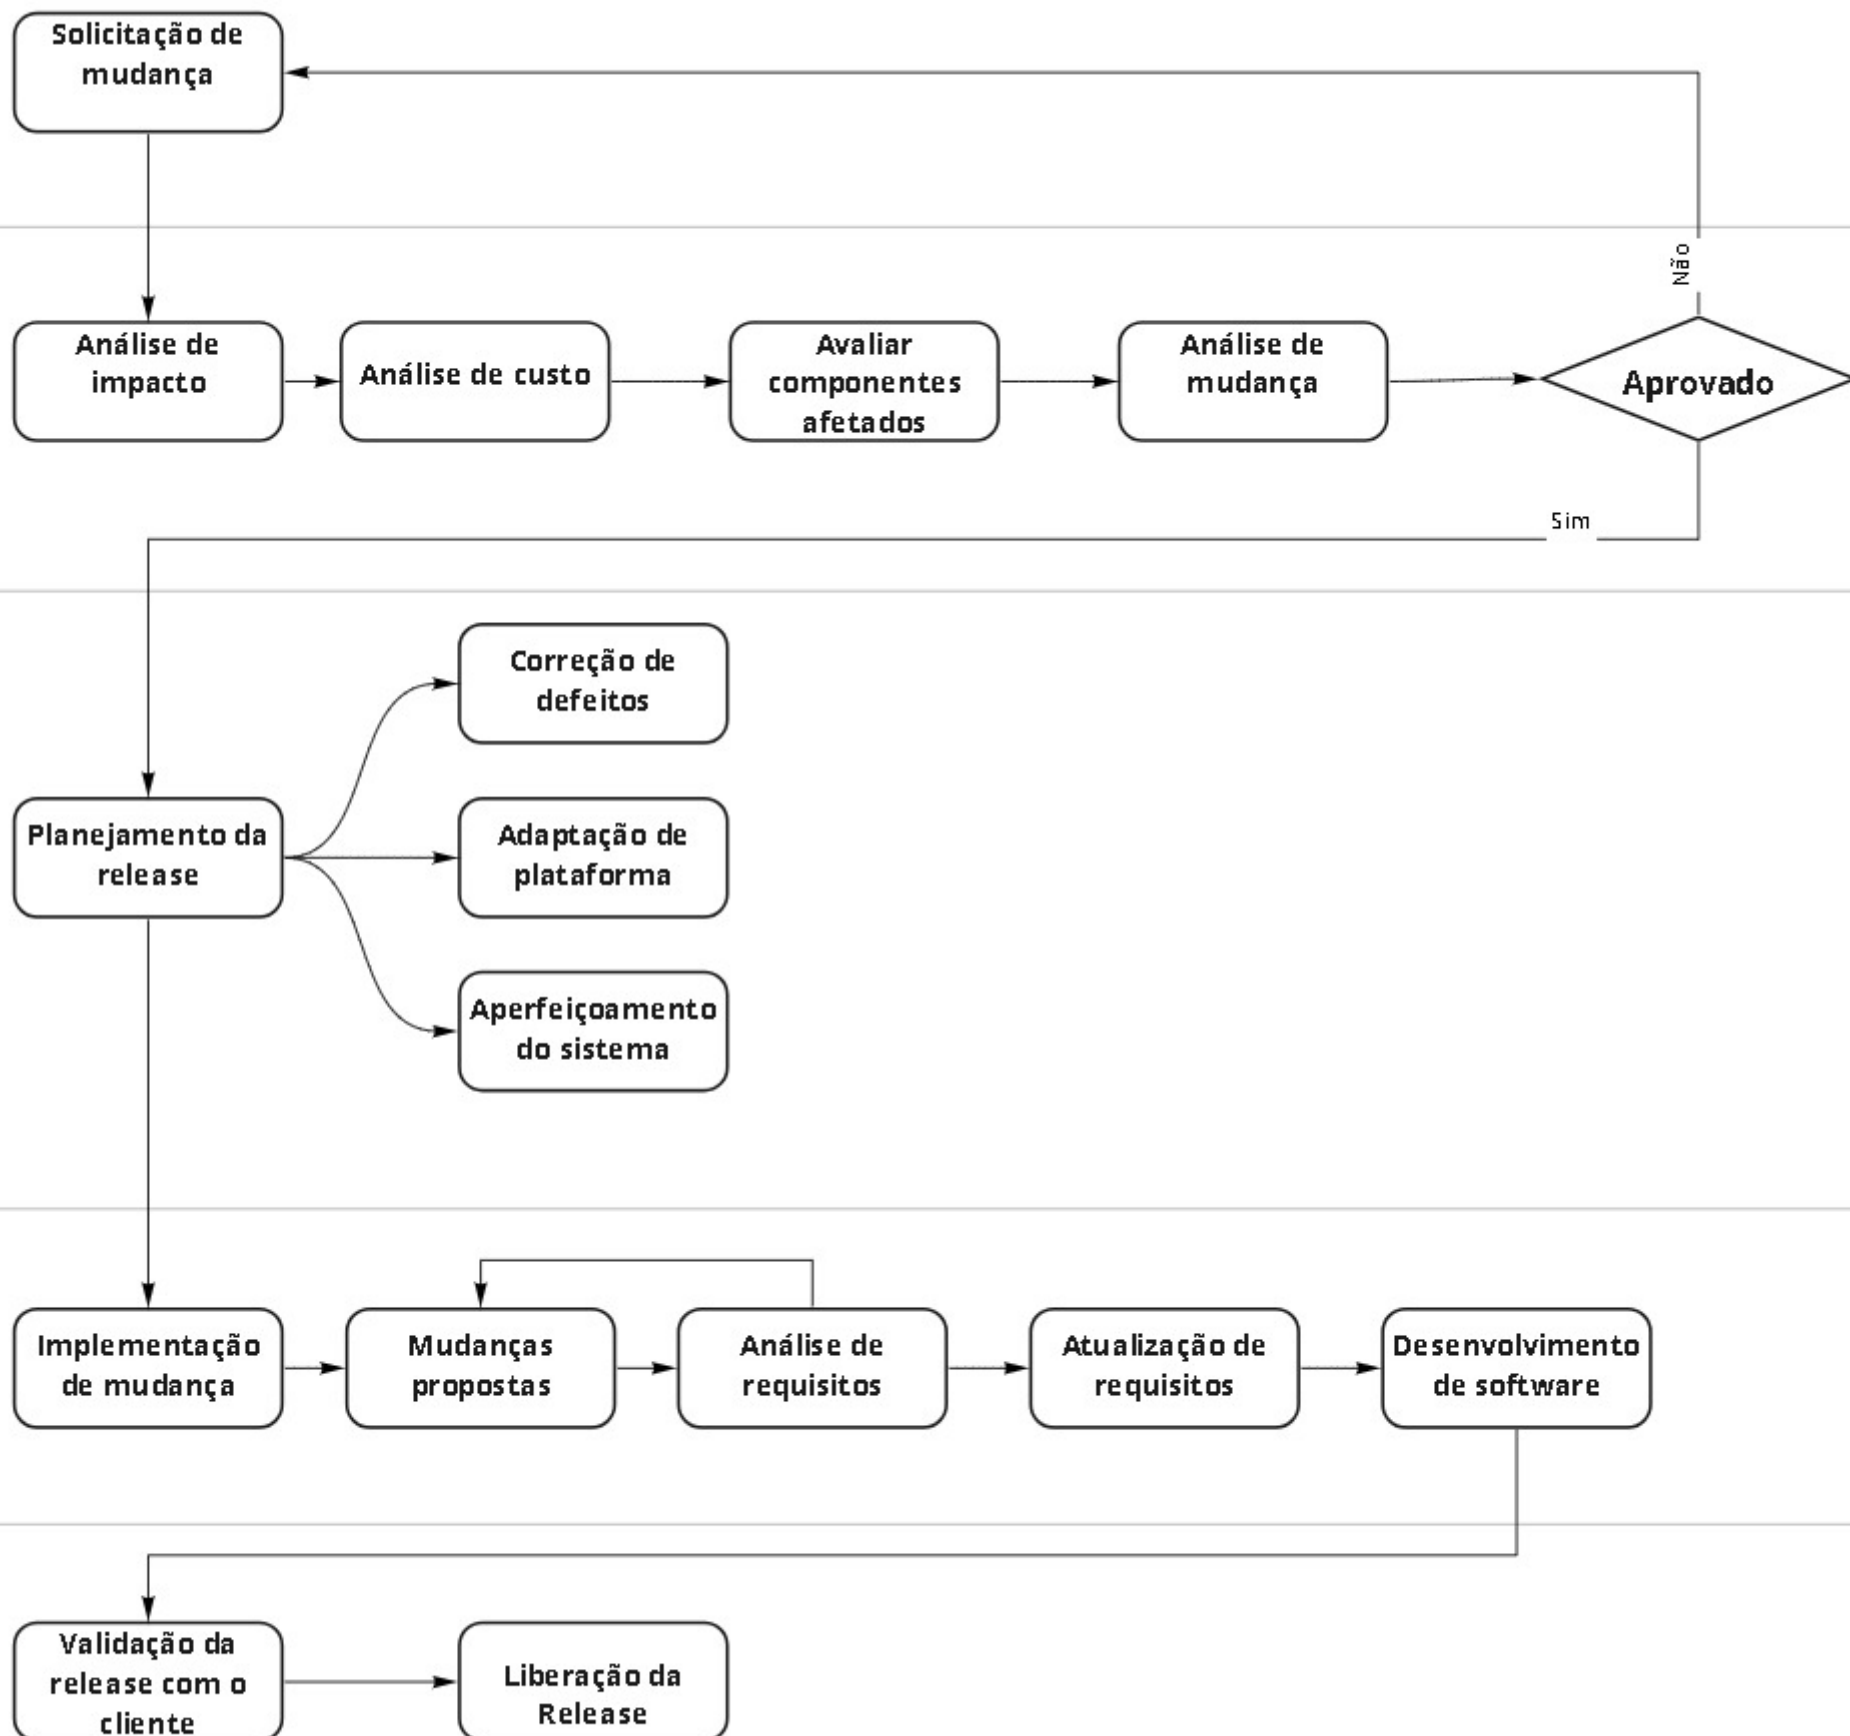 Solicitação de
mudança
Não
Análise de
impacto
Análise de custo
Avaliar
componentes
afetados
Análise de
mudança
Aprovado
Sim
Correção de
defeitos
Planejamento da
release
Adaptação de
plataforma
Aperfeiçoamento
do sistema
Implementação
de mudança
Mudanças
propostas
Análise de
requisitos
Atualização de
requisitos
Desenvolvimento
de software
Validação da
release com o
cliente
Liberação da
Release